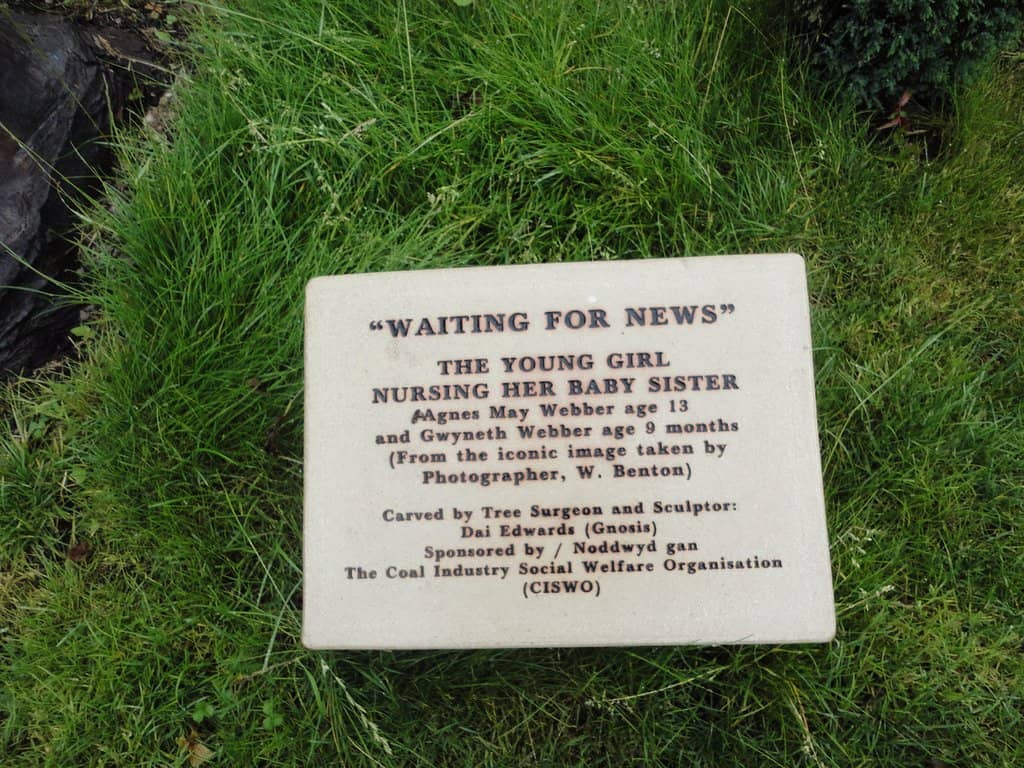 “WAITING FOR NEWS”
THE YOUNG GIRL
NURSING HER BABY SISTER
Agnes May Webber age 13
and Gwyneth Webber age 9 months
(From the iconic image taken by
Photographer, W. Benton)
Carved by Tree Surgeon and Sculptor:
Dai Edwards (Gnosis)
Sponsored by / Noddwyd gan
The Coal Industry Social Welfare Organisation
(CISWO)